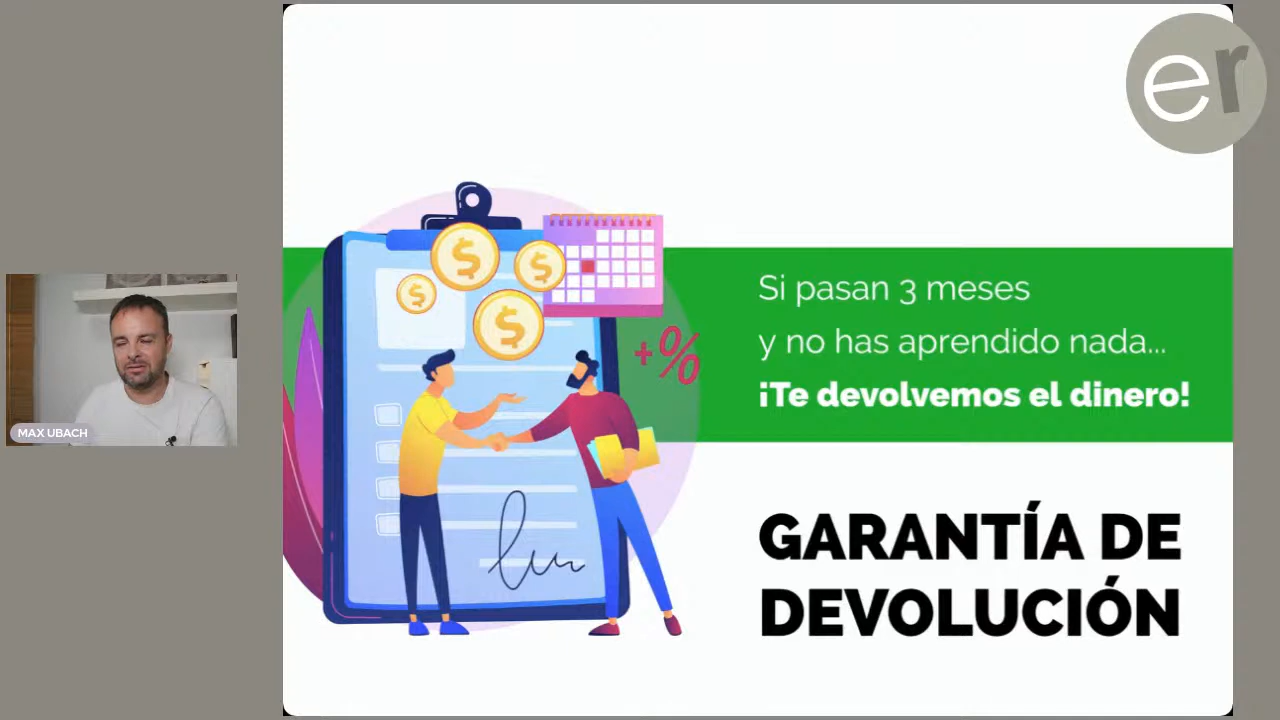 er
Si pasan 3 meses
y no has aprendido nada...
¡Te devolvemos el dinero!
+%
MAX UBACH
GARANTÍA DE
DEVOLUCIÓN